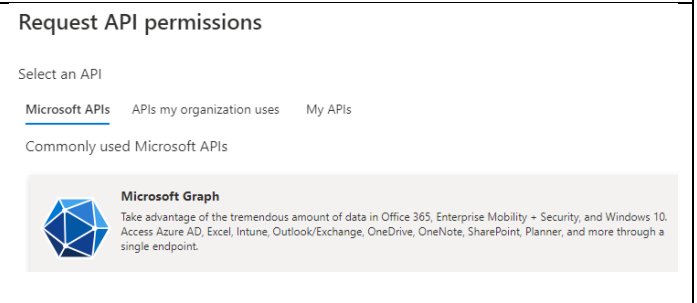 Request API permissions
Select an API
Microsoft APIs APIs my organization uses My APIs
Commonly used Microsoft APIs
Microsoft Graph
Take advantage of the tremendous amount of data in Office 365, Enterprise Mobility + Security, and Windows 10.
Access Azure AD, Excel, Intune, Outlook/Exchange, OneDrive, OneNote, SharePoint, Planner, and more through a
single endpoint.